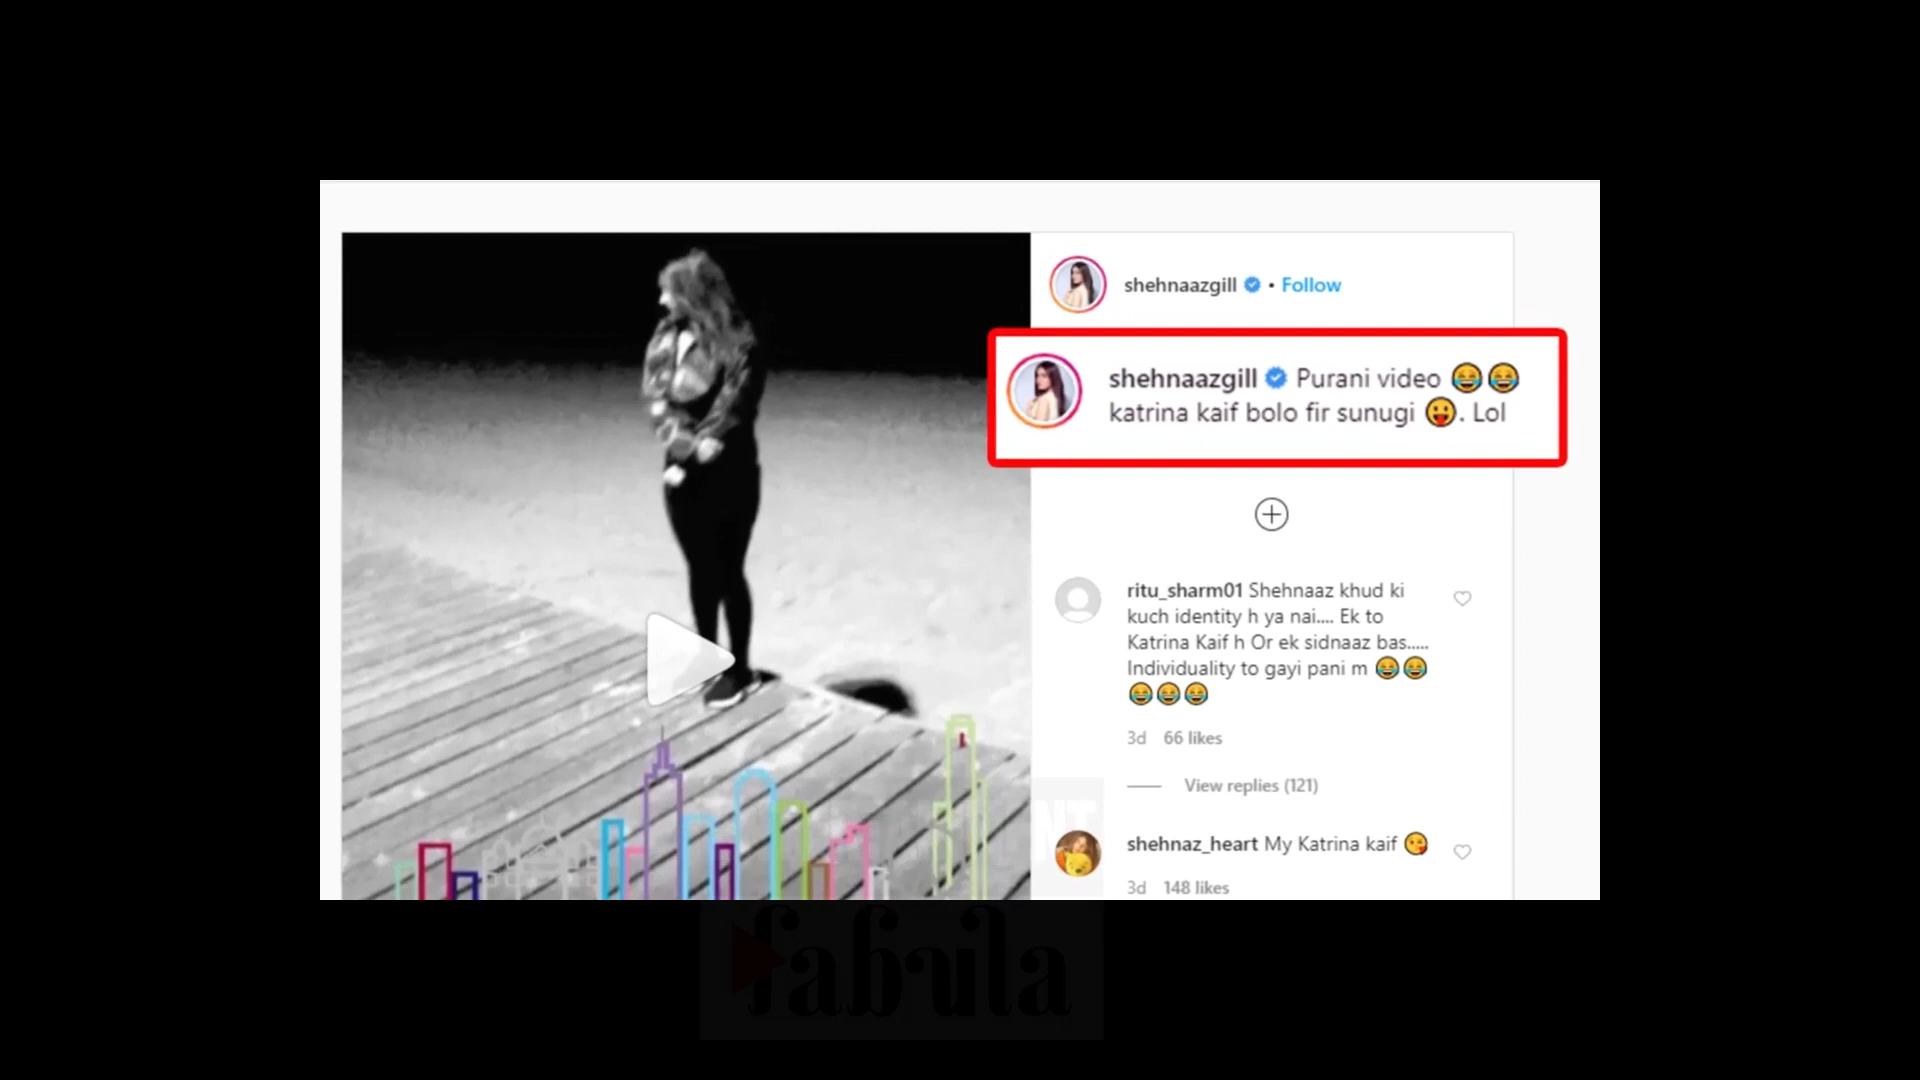 shehnaazgill • Follow
shehnaazgill Purani video 😂😂
katrina kaif bolo fir sunugi 😛. Lol
ritu_sharm01 Shehnaaz khud ki
kuch identity h ya nai.... Ek to
Katrina Kaif h Or ek sidnaaz bas.....
Individuality to gayi pani m 😂😂
😂😂😂
3d 66 likes
View replies (121)
shehnaz_heart My Katrina kaif 😘
3d 148 likes
fabula